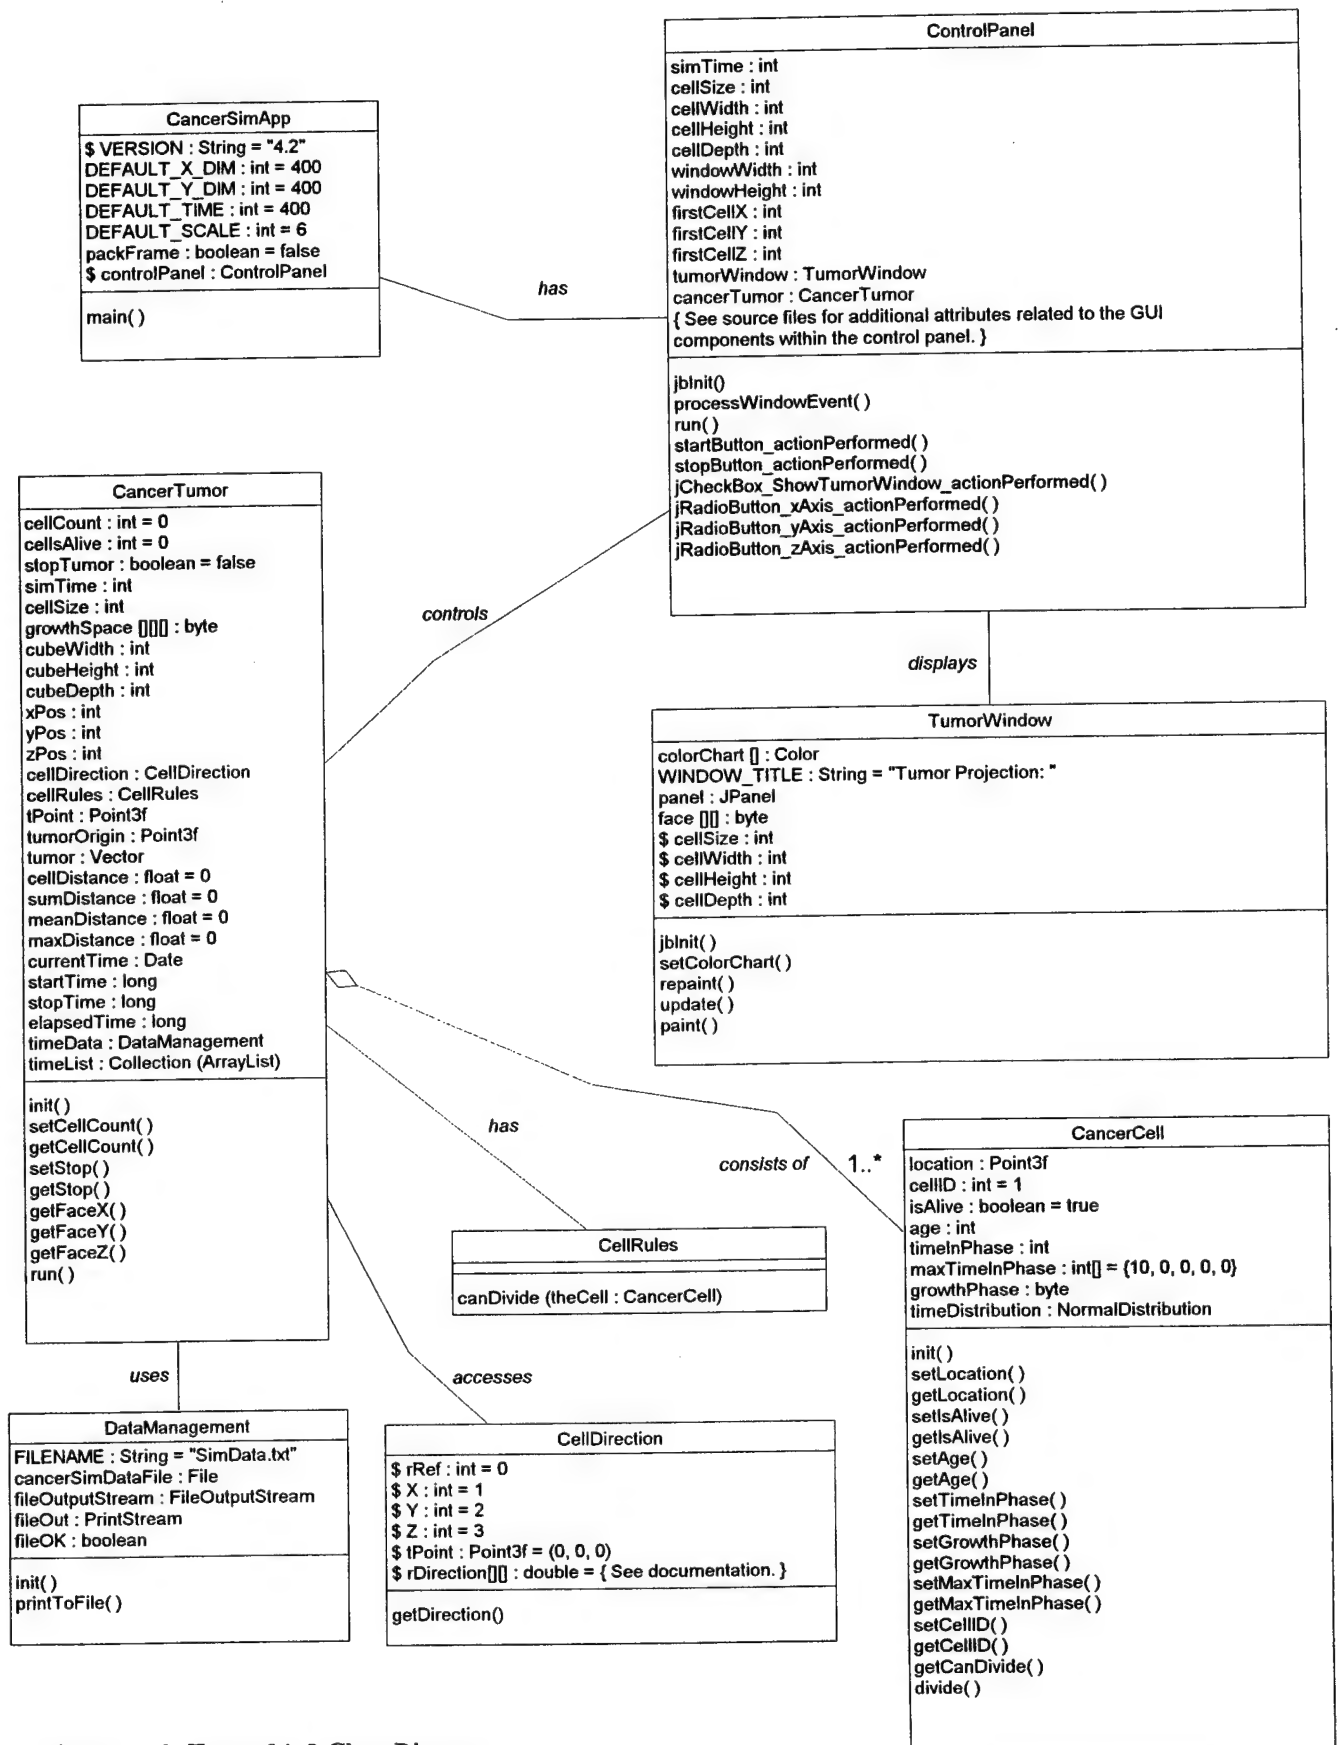 ControlPanel
simTime : int
cellSize : int
cellWidth : int
cellHeight : int
cellDepth : int
windowWidth : int
windowHeight : int
firstCellX : int
firstCellY : int
firstCellZ : int
tumorWindow : TumorWindow
cancerTumor : CancerTumor
{ See source files for additional attributes related to the GUI
components within the control panel. }
jbInit()
processWindowEvent( )
run( )
startButton_actionPerformed( )
stopButton_actionPerformed( )
jCheckBox_ShowTumorWindow_actionPerformed( )
jRadioButton_xAxis_actionPerformed( )
jRadioButton_yAxis_actionPerformed( )
jRadioButton_zAxis_actionPerformed( )
CancerSimApp
$ VERSION : String = "4.2"
DEFAULT_X_DIM : int = 400
DEFAULT_Y_DIM : int = 400
DEFAULT_TIME : int = 400
DEFAULT_SCALE : int = 6
packFrame : boolean = false
$ controlPanel : ControlPanel
main( )
has
CancerTumor
cellCount : int = 0
cellsAlive : int = 0
stopTumor : boolean = false
simTime : int
cellSize : int
growthSpace [][][] : byte
cubeWidth : int
cubeHeight : int
cubeDepth : int
xPos : int
yPos : int
zPos : int
cellDirection : CellDirection
cellRules : CellRules
tPoint : Point3f
tumorOrigin : Point3f
tumor : Vector
cellDistance : float = 0
sumDistance : float = 0
meanDistance : float = 0
maxDistance : float = 0
currentTime : Date
startTime : long
stopTime : long
elapsedTime : long
timeData : DataManagement
timeList : Collection (ArrayList)
init( )
setCellCount( )
getCellCount( )
setStop( )
getStop( )
getFaceX( )
getFaceY( )
getFaceZ( )
run( )
controls
displays
TumorWindow
colorChart [] : Color
WINDOW_TITLE : String = "Tumor Projection: "
panel : JPanel
face [][] : byte
$ cellSize : int
$ cellWidth : int
$ cellHeight : int
$ cellDepth : int
jbInit( )
setColorChart( )
repaint( )
update( )
paint( )
has
consists of
1..*
CancerCell
location : Point3f
cellID : int = 1
isAlive : boolean = true
age : int
timeInPhase : int
maxTimeInPhase : int[] = {10, 0, 0, 0, 0}
growthPhase : byte
timeDistribution : NormalDistribution
init( )
setLocation( )
getLocation( )
setIsAlive( )
getIsAlive( )
setAge( )
getAge( )
setTimeInPhase( )
getTimeInPhase( )
setGrowthPhase( )
getGrowthPhase( )
setMaxTimeInPhase( )
getMaxTimeInPhase( )
setCellID( )
getCellID( )
getCanDivide( )
divide( )
CellRules
canDivide (theCell : CancerCell)
uses
accesses
DataManagement
FILENAME : String = "SimData.txt"
cancerSimDataFile : File
fileOutputStream : FileOutputStream
fileOut : PrintStream
fileOK : boolean
init( )
printToFile( )
CellDirection
$ rRef : int = 0
$ X : int = 1
$ Y : int = 2
$ Z : int = 3
$ tPoint : Point3f = (0, 0, 0)
$ rDirection[][] : double = { See documentation. }
getDirection()